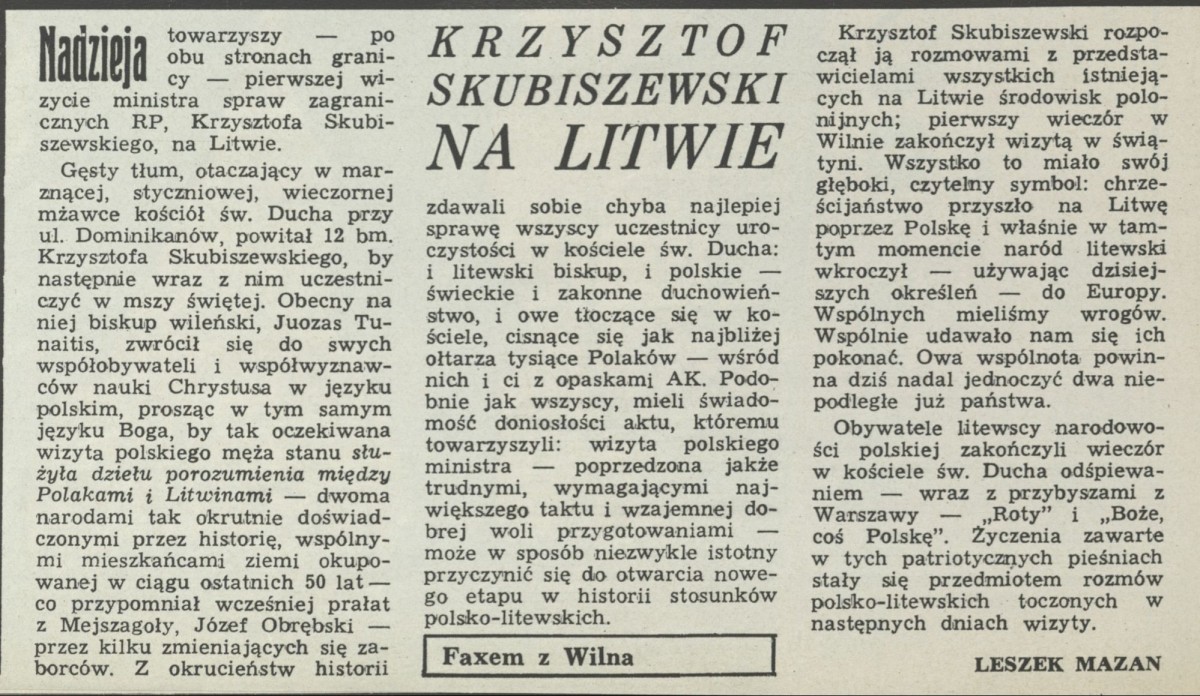 Nadzieja towarzyszy — po
obu stronach grani-
cy — pierwszej wi-
zycie ministra spraw zagrani-
cznych RP, Krzysztofa Skubi-
szewskiego, na Litwie.
Gęsty tłum, otaczający w mar-
znącej, styczniowej, wieczornej
mżawce kościół św. Ducha przy
ul. Dominikanów, powitał 12 bm.
Krzysztofa Skubiszewskiego, by
następnie wraz z nim uczestni-
czyć w mszy świętej. Obecny na
niej biskup wileński, Juozas Tu-
naitis, zwrócił się do swych
współobywateli i współwyznaw-
ców nauki Chrystusa w języku
polskim, prosząc w tym samym
języku Boga, by tak oczekiwana
wizyta polskiego męża stanu słu-
żyła dziełu porozumienia między
Polakami i Litwinami — dwoma
narodami tak okrutnie doświad-
czonymi przez historię, wspólny-
mi mieszkańcami ziemi okupo-
wanej w ciągu ostatnich 50 lat —
co przypomniał wcześniej prałat
z Mejszagoły, Józef Obrębski —
przez kilku zmieniających się za-
borców. Z okrucieństw historii
KRZYSZTOF
SKUBISZEWSKI
NA LITWIE
zdawali sobie chyba najlepiej
sprawę wszyscy uczestnicy uro-
czystości w kościele św. Ducha:
i litewski biskup, i polskie —
świeckie i zakonne duchowień-
stwo, i owe tłoczące się w ko-
ściele, cisnące się jak najbliżej
ołtarza tysiące Polaków — wśród
nich i ci z opaskami AK. Podo-
bnie jak wszyscy, mieli świado-
mość doniosłości aktu, któremu
towarzyszyli: wizyta polskiego
ministra — poprzedzona jakże
trudnymi, wymagającymi naj-
większego taktu i wzajemnej do-
brej woli przygotowaniami —
może w sposób niezwykle istotny
przyczynić się do otwarcia nowe-
go etapu w historii stosunków
polsko-litewskich.
Faxem z Wilna
Krzysztof Skubiszewski rozpo-
czął ją rozmowami z przedsta-
wicielami wszystkich istnieją-
cych na Litwie środowisk polo-
nijnych; pierwszy wieczór w
Wilnie zakończył wizytą w świą-
tyni. Wszystko to miało swój
głęboki, czytelny symbol: chrze-
ścijaństwo przyszło na Litwę
poprzez Polskę i właśnie w tam-
tym momencie naród litewski
wkroczył — używając dzisiej-
szych określeń — do Europy.
Wspólnych mieliśmy wrogów.
Wspólnie udawało nam się ich
pokonać. Owa wspólnota powin-
na dziś nadal jednoczyć dwa nie-
podległe już państwa.
Obywatele litewscy narodowo-
ści polskiej zakończyli wieczór
w kościele św. Ducha odśpiewa-
niem — wraz z przybyszami z
Warszawy — „Roty” i „Boże,
coś Polskę”. Życzenia zawarte
w tych patriotycznych pieśniach
stały się przedmiotem rozmów
polsko-litewskich toczonych w
następnych dniach wizyty.
LESZEK MAZAN